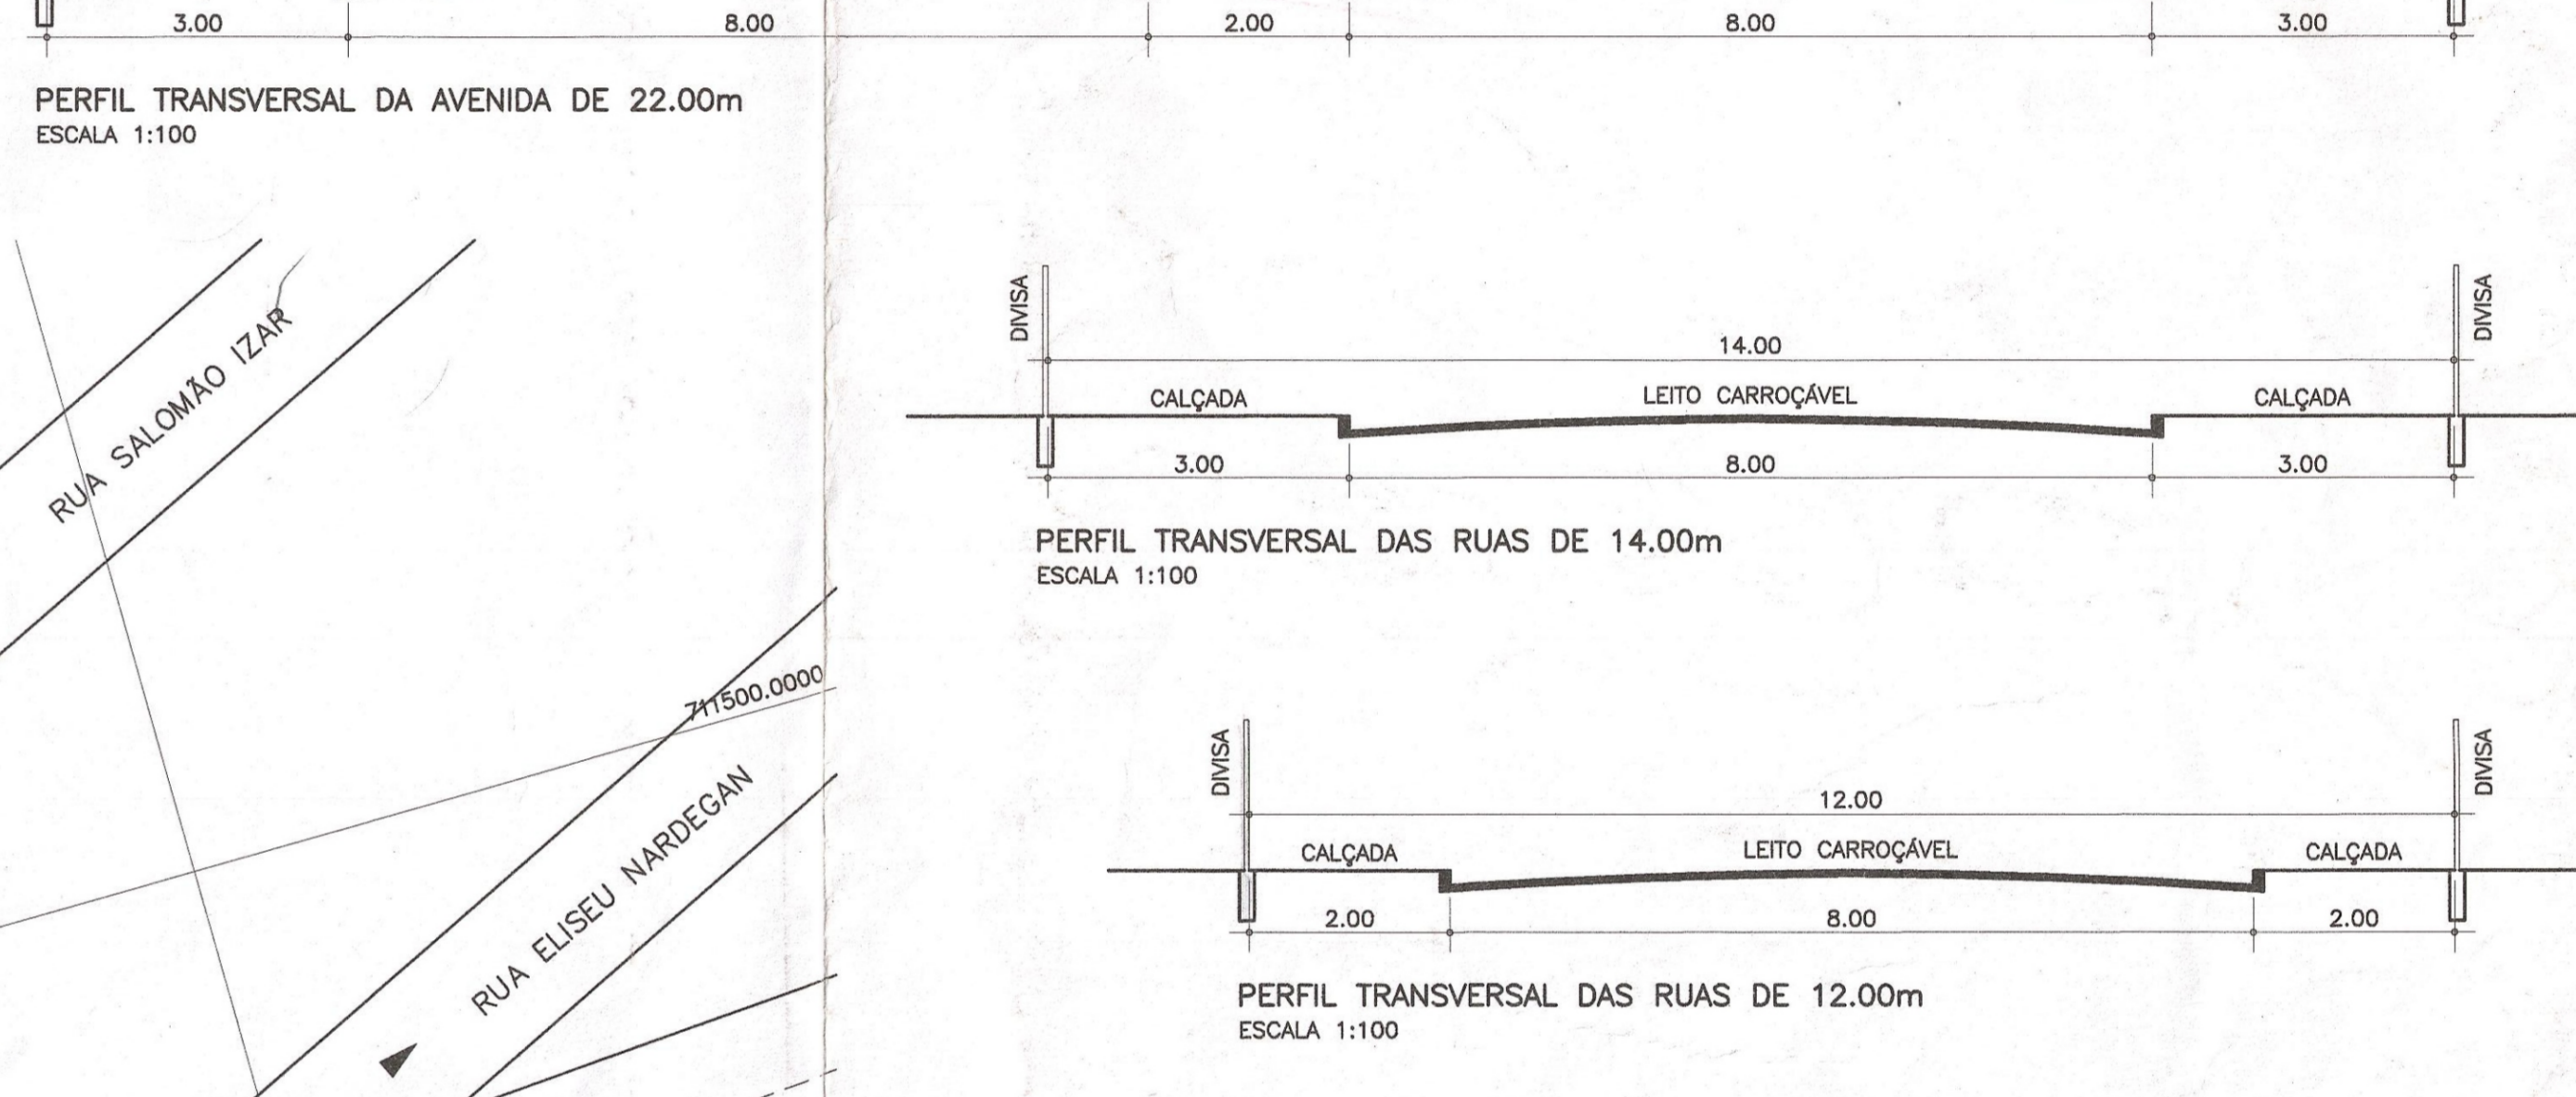 3.00 8.00 2.00 8.00 3.00
PERFIL TRANSVERSAL DA AVENIDA DE 22.00m
ESCALA 1:100
RUA SALOMÃO IZAR
711500.0000
RUA ELISEU NARDEGAN
DIVISA
DIVISA
14.00
CALÇADA LEITO CARROÇÁVEL CALÇADA
3.00 8.00 3.00
PERFIL TRANSVERSAL DAS RUAS DE 14.00m
ESCALA 1:100
DIVISA
DIVISA
12.00
CALÇADA LEITO CARROÇÁVEL CALÇADA
2.00 8.00 2.00
PERFIL TRANSVERSAL DAS RUAS DE 12.00m
ESCALA 1:100